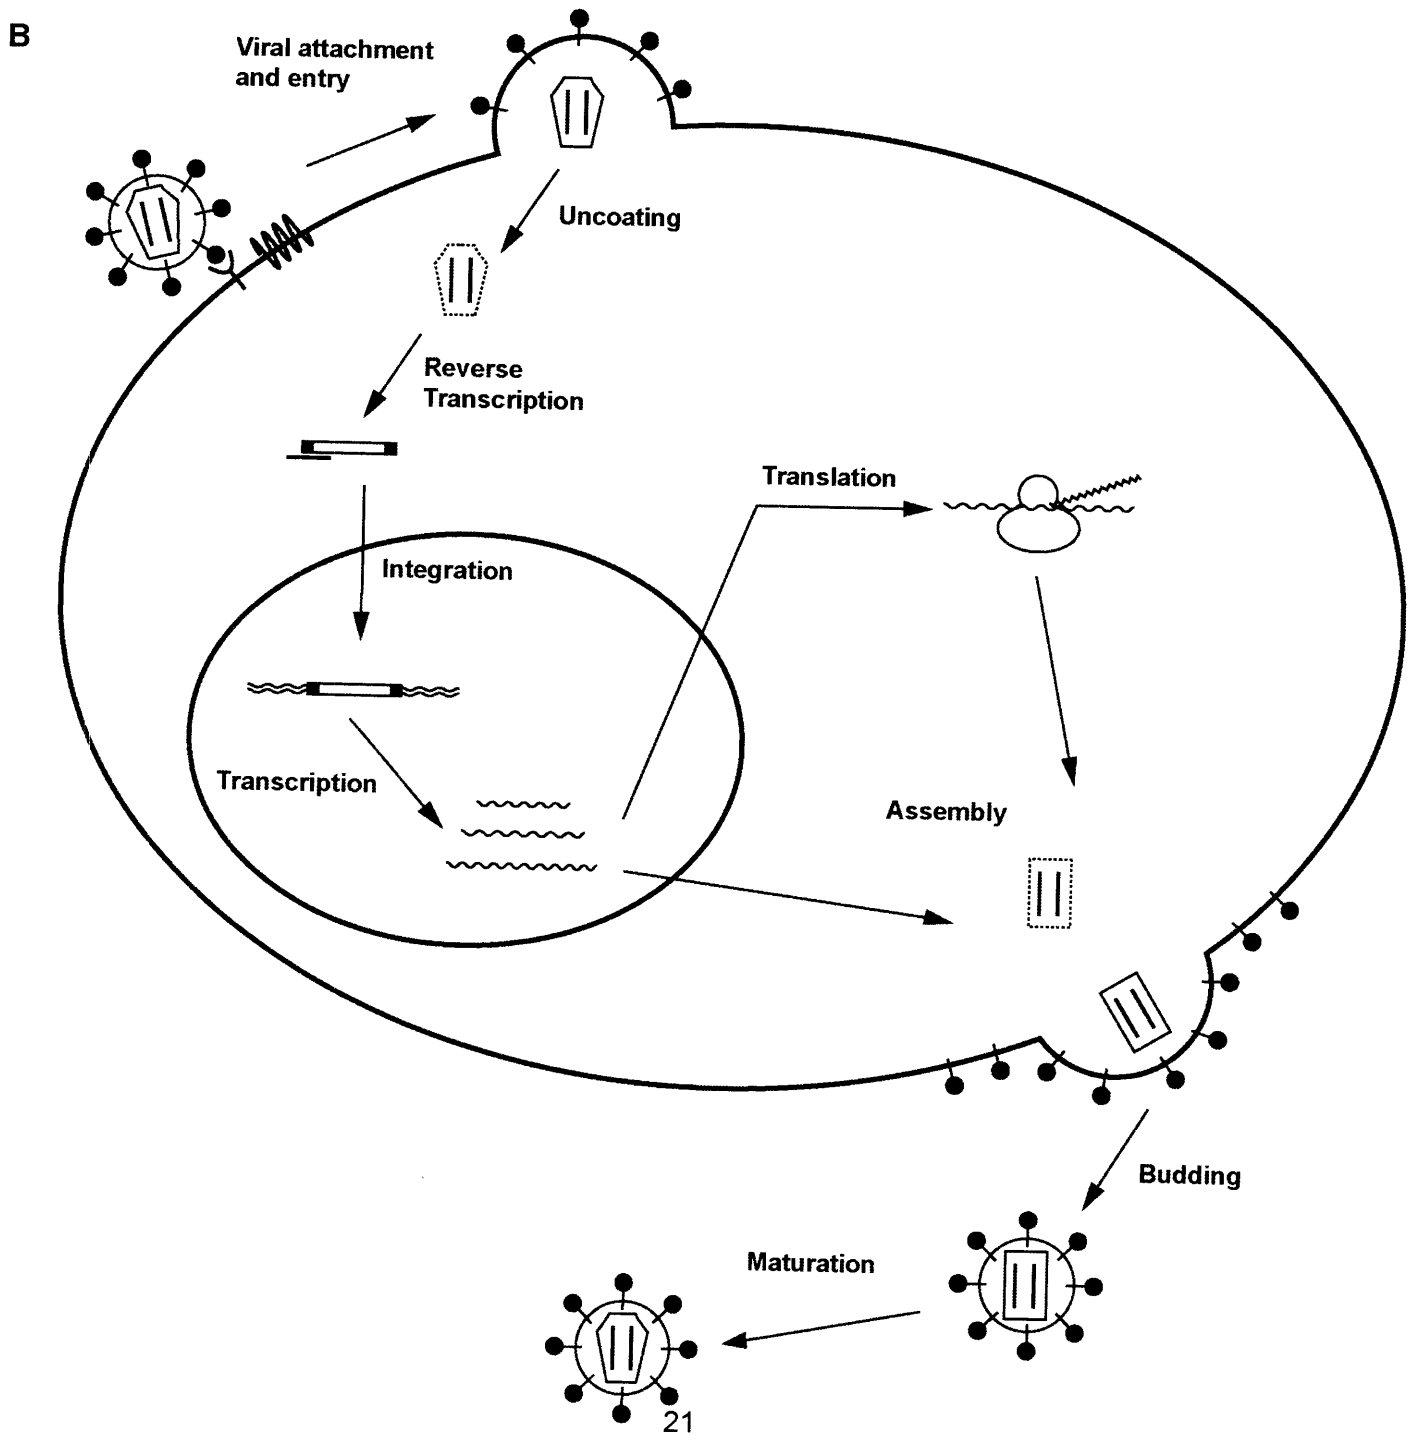 B
Viral attachment
and entry
Uncoating
Reverse
Transcription
Translation
Integration
Transcription
Assembly
Budding
Maturation
21